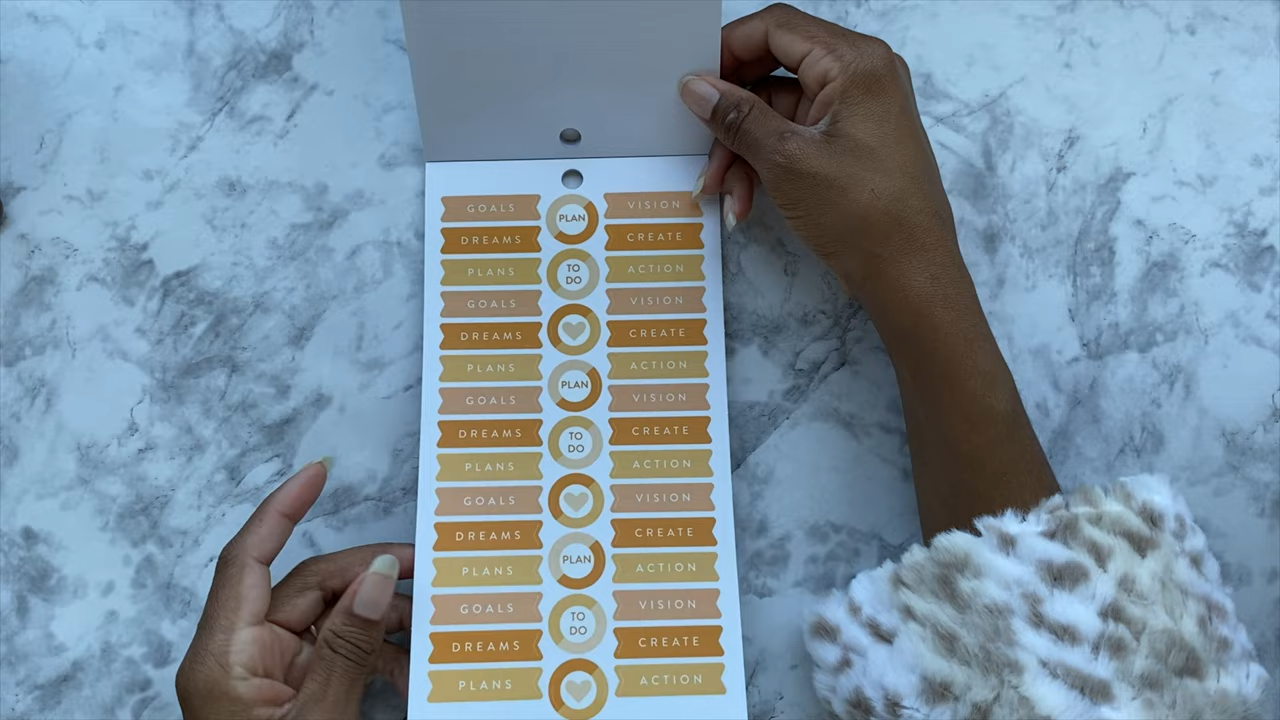 GOALS PLAN VISION
DREAMS CREATE
PLANS TO DO ACTION
GOALS VISION
DREAMS CREATE
PLANS ACTION
GOALS PLAN VISION
DREAMS TO DO CREATE
PLANS ACTION
GOALS VISION
DREAMS CREATE
PLANS PLAN ACTION
GOALS TO DO VISION
DREAMS CREATE
PLANS ACTION